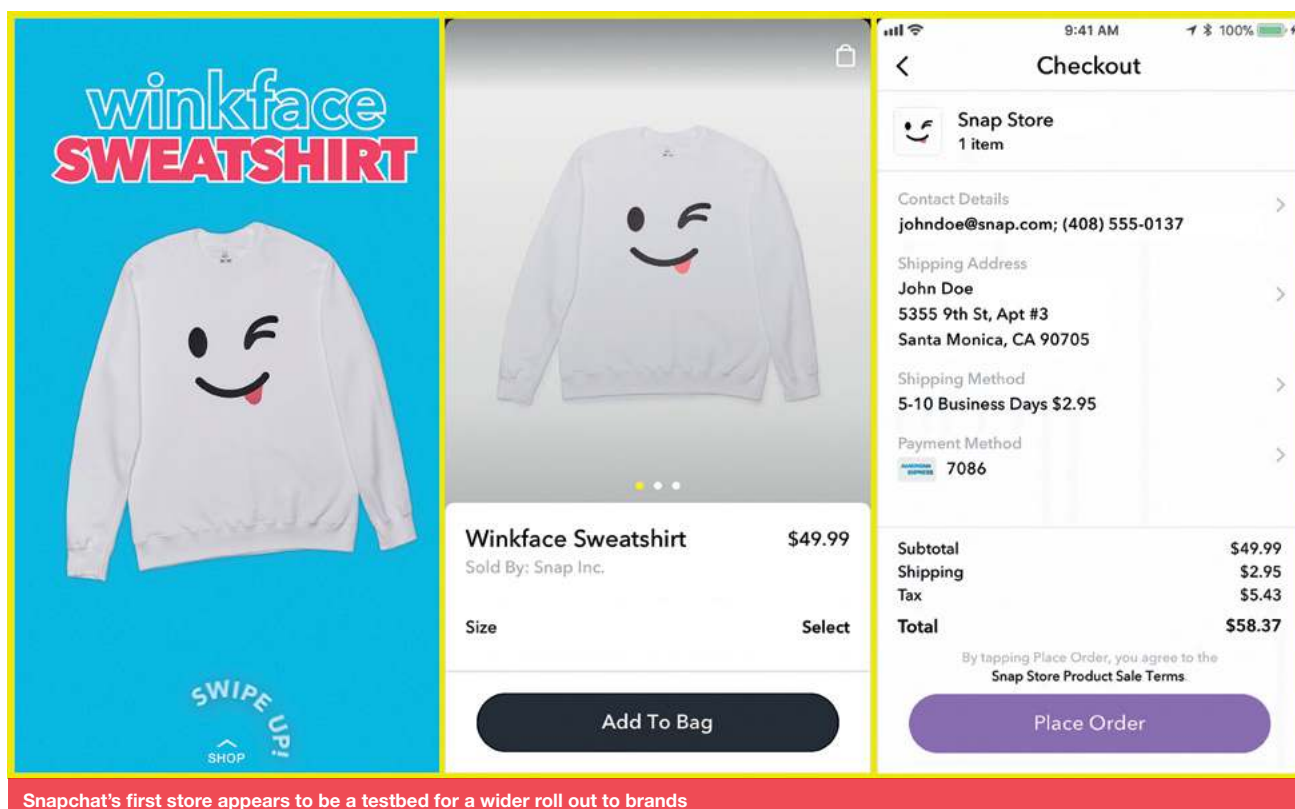 winkface
SWEATSHIRT
SWIPE UP!
SHOP
Winkface Sweatshirt $49.99
Sold By: Snap Inc.
Size Select
Add To Bag
9:41 AM 100%
Checkout
Snap Store
1 item
Contact Details
johndoe@snap.com; (408) 555-0137
Shipping Address
John Doe
5355 9th St, Apt #3
Santa Monica, CA 90705
Shipping Method
5-10 Business Days $2.95
Payment Method
AMERICAN
EXPRESS
7086
Subtotal $49.99
Shipping $2.95
Tax $5.43
Total $58.37
By tapping Place Order, you agree to the
Snap Store Product Sale Terms.
Place Order
Snapchat’s first store appears to be a testbed for a wider roll out to brands